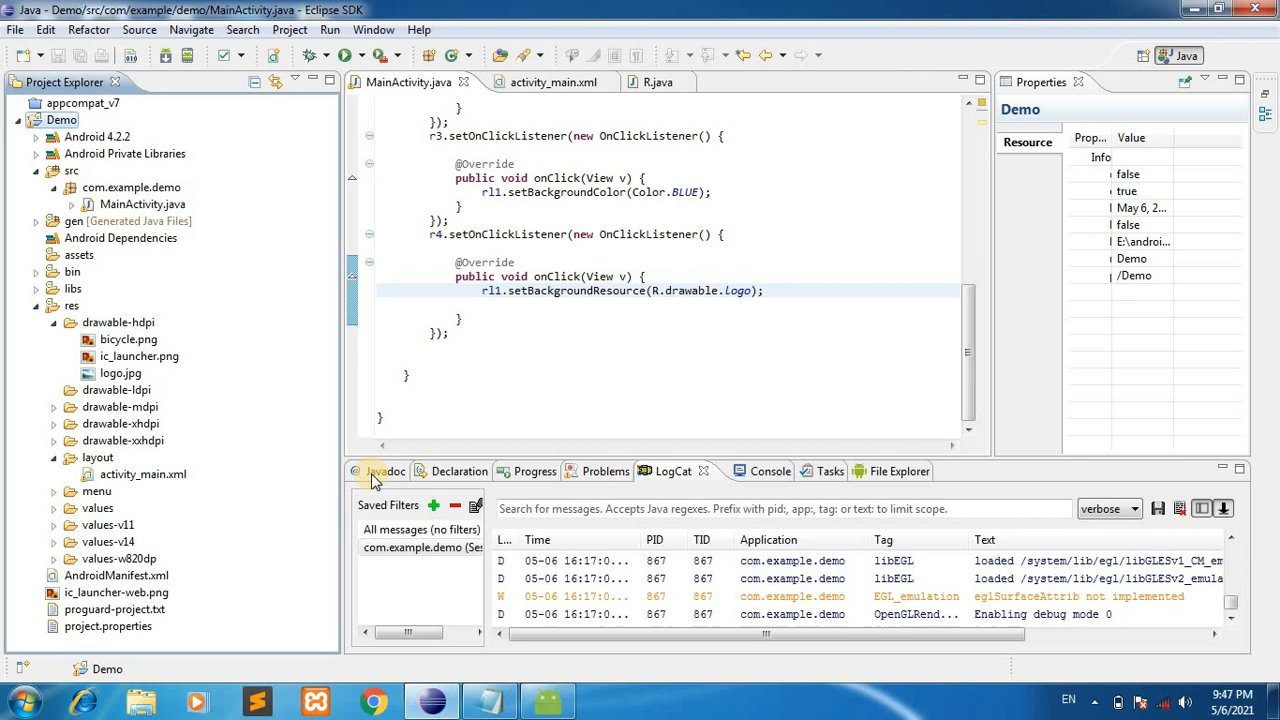 Java - Demo/src/com/example/demo/MainActivity.java - Eclipse SDK
File Edit Refactor Source Navigate Search Project Run Window Help
Java
Project Explorer
appcompat_v7
Demo
Android 4.2.2
Android Private Libraries
src
com.example.demo
MainActivity.java
gen [Generated Java Files]
Android Dependencies
assets
bin
libs
res
drawable-hdpi
bicycle.png
ic_launcher.png
logo.jpg
drawable-ldpi
drawable-mdpi
drawable-xhdpi
drawable-xxhdpi
layout
activity_main.xml
menu
values
values-v11
values-v14
values-w820dp
AndroidManifest.xml
ic_launcher-web.png
proguard-project.txt
project.properties
MainActivity.java activity_main.xml R.java
}
});
r3.setOnClickListener(new OnClickListener() {
@Override
public void onClick(View v) {
rl1.setBackgroundColor(Color.BLUE);
}
});
r4.setOnClickListener(new OnClickListener() {
@Override
public void onClick(View v) {
rl1.setBackgroundResource(R.drawable.logo);
}
});
}
}
Properties
Demo
Resource
Prop... Value
Info
false
true
May 6, 2...
false
E:\androi...
Demo
/Demo
Javadoc Declaration Progress Problems LogCat Console Tasks File Explorer
Saved Filters
All messages (no filters)
com.example.demo (Ses
Search for messages. Accepts Java regexes. Prefix with pid:, app:, tag: or text: to limit scope.
verbose
L... Time PID TID Application Tag Text
D 05-06 16:17:0... 867 867 com.example.demo libEGL loaded /system/lib/egl/libGLESv1_CM_em
D 05-06 16:17:0... 867 867 com.example.demo libEGL loaded /system/lib/egl/libGLESv2_emula
W 05-06 16:17:0... 867 867 com.example.demo EGL_emulation eglSurfaceAttrib not implemented
D 05-06 16:17:0... 867 867 com.example.demo OpenGLRend... Enabling debug mode 0
Demo
EN
9:47 PM
5/6/2021